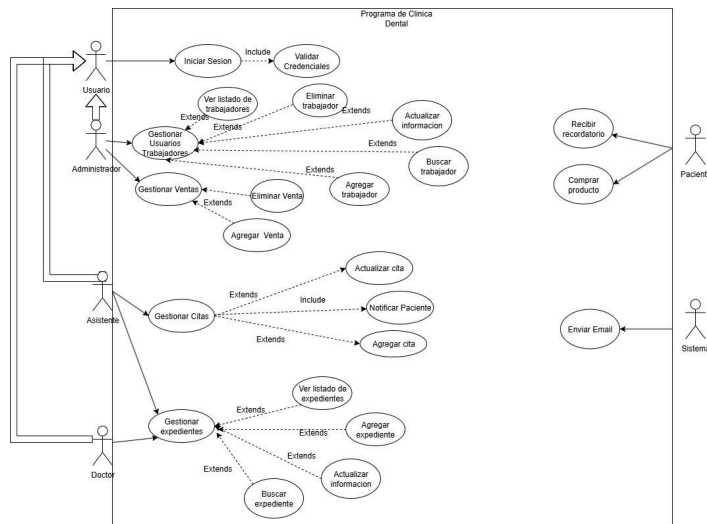 Programa de Clinica
Dental
Usuario
Iniciar Sesion
Include
Validar
Credenciales
Ver listado de
trabajadores
Eliminar
trabajador
Extends
Extends
Extends
Actualizar
informacion
Gestionar
Usuarios
Trabajadores
Administrador
Extends
Buscar
trabajador
Extends
Agregar
trabajador
Recibir
recordatorio
Comprar
producto
Pacient
Gestionar Ventas
Extends
Eliminar Venta
Extends
Agregar Venta
Asistente
Gestionar Citas
Extends
Actualizar cita
Include
Notificar Paciente
Extends
Agregar cita
Enviar Email
Sistema
Ver listado de
expedientes
Extends
Gestionar
expedientes
Extends
Agregar
expediente
Extends
Actualizar
informacion
Extends
Buscar
expediente
Doctor